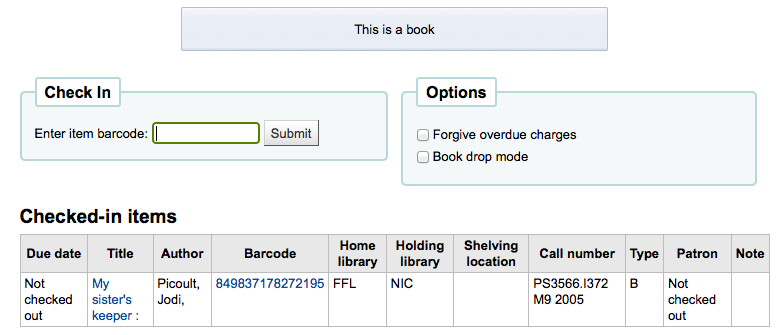 This is a book
Check In
Enter item barcode: Submit
Options
Forgive overdue charges
Book drop mode
Checked-in items
Due date Title Author Barcode Home library Holding library Shelving location Call number Type Patron Note
Not checked out My sister's keeper : Picoult, Jodi, 849837178272195 FFL NIC PS3566.I372 M9 2005 B Not checked out